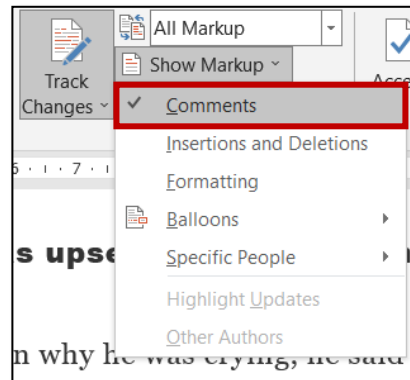 All Markup
Show Markup
Track
Changes
Comments
Insertions and Deletions
Formatting
Balloons
Specific People
Highlight Updates
Other Authors
7
s upse
n why he was crying, he said